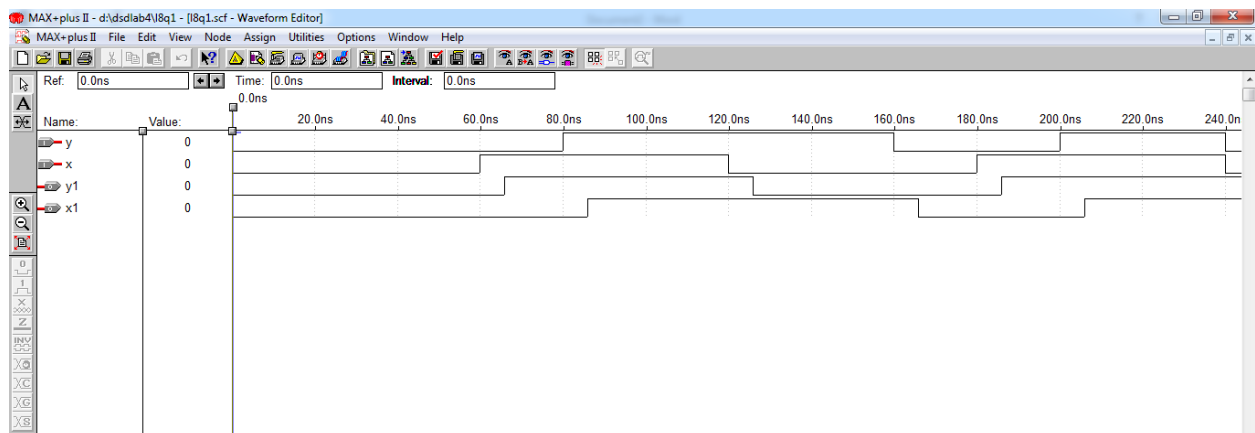 MAX+plus II - d:\dsdlab4\l8q1 - [l8q1.scf - Waveform Editor]
MAX+plus II File Edit View Node Assign Utilities Options Window Help
Ref: 0.0ns Time: 0.0ns Interval: 0.0ns
0.0ns
Name: Value: 20.0ns 40.0ns 60.0ns 80.0ns 100.0ns 120.0ns 140.0ns 160.0ns 180.0ns 200.0ns 220.0ns 240.0n
y 0
x 0
y1 0
x1 0